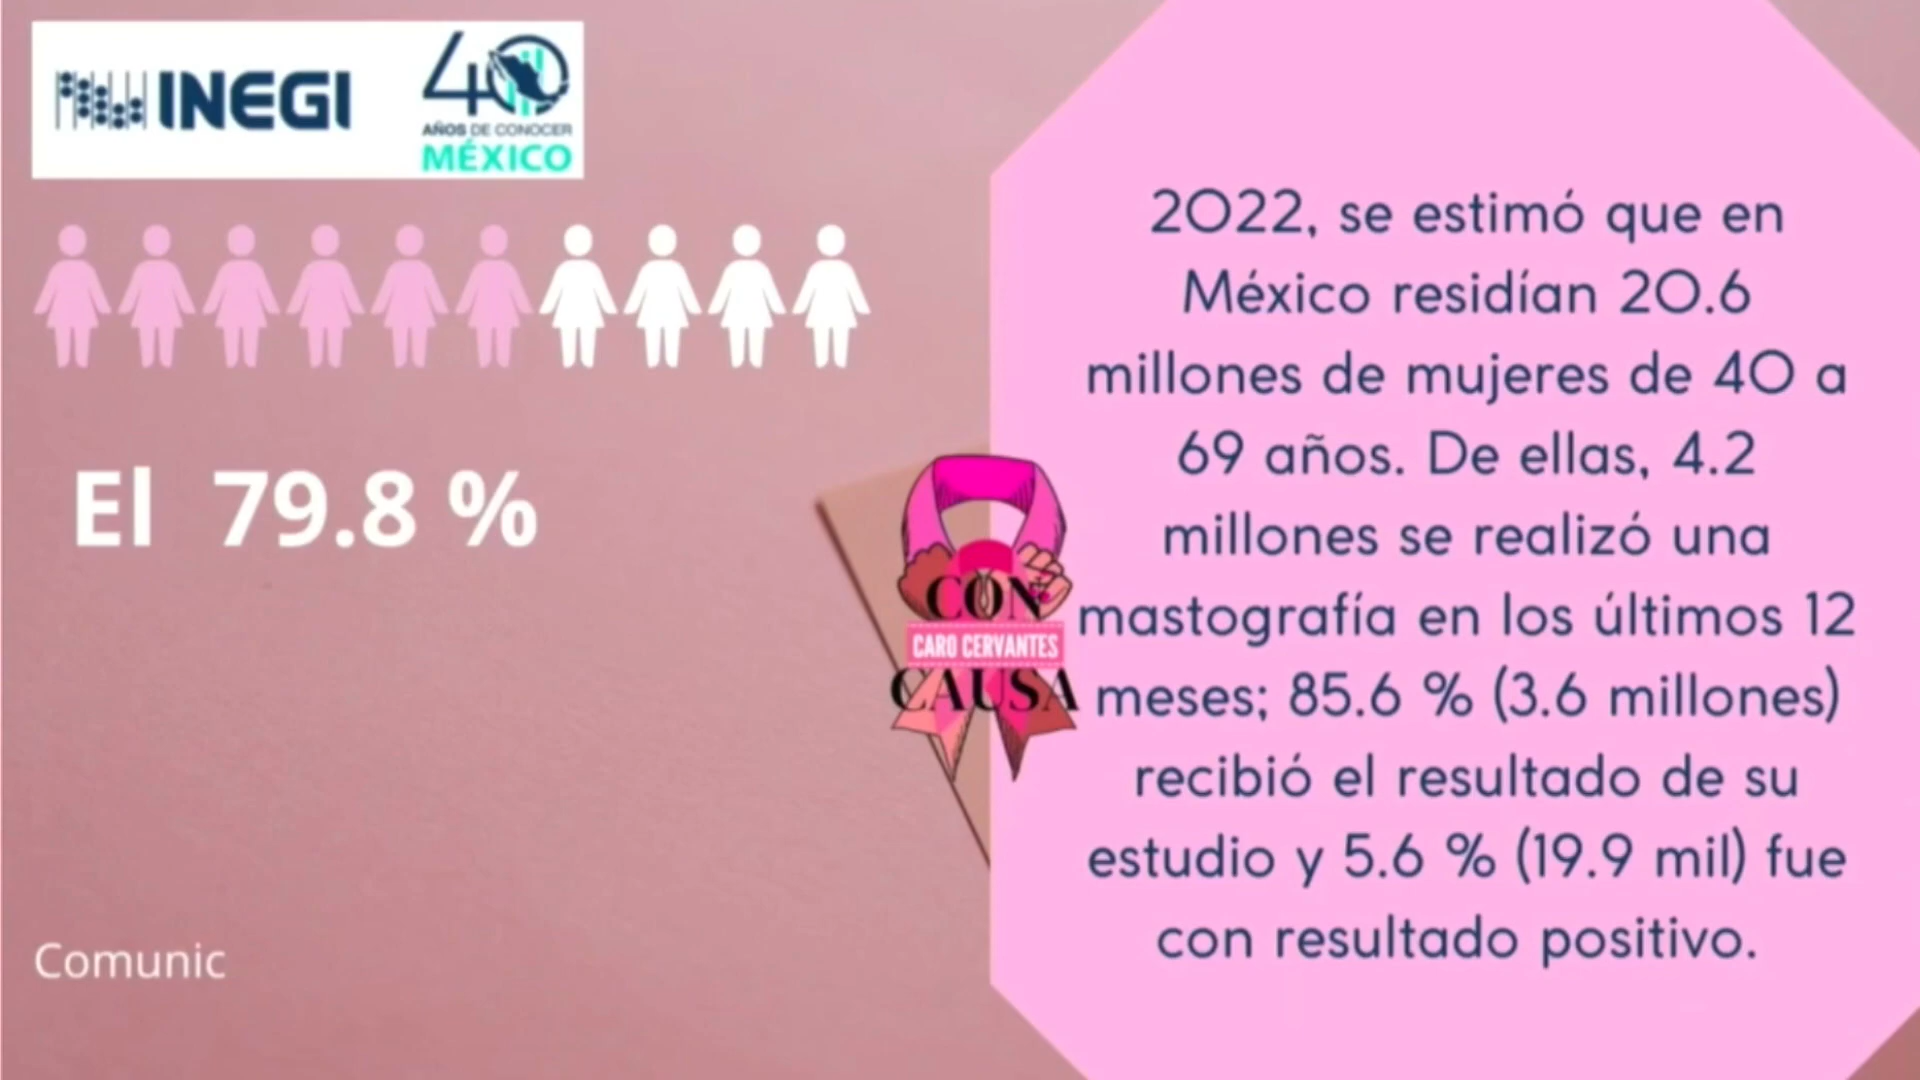 INEGI
40
AÑOS DE CONOCER
MÉXICO
El 79.8 %
Comunic
CON
CARO CERVANTES
CAUSA
2022, se estimó que en
México residían 20.6
millones de mujeres de 40 a
69 años. De ellas, 4.2
millones se realizó una
mastografía en los últimos 12
meses; 85.6 % (3.6 millones)
recibió el resultado de su
estudio y 5.6 % (19.9 mil) fue
con resultado positivo.